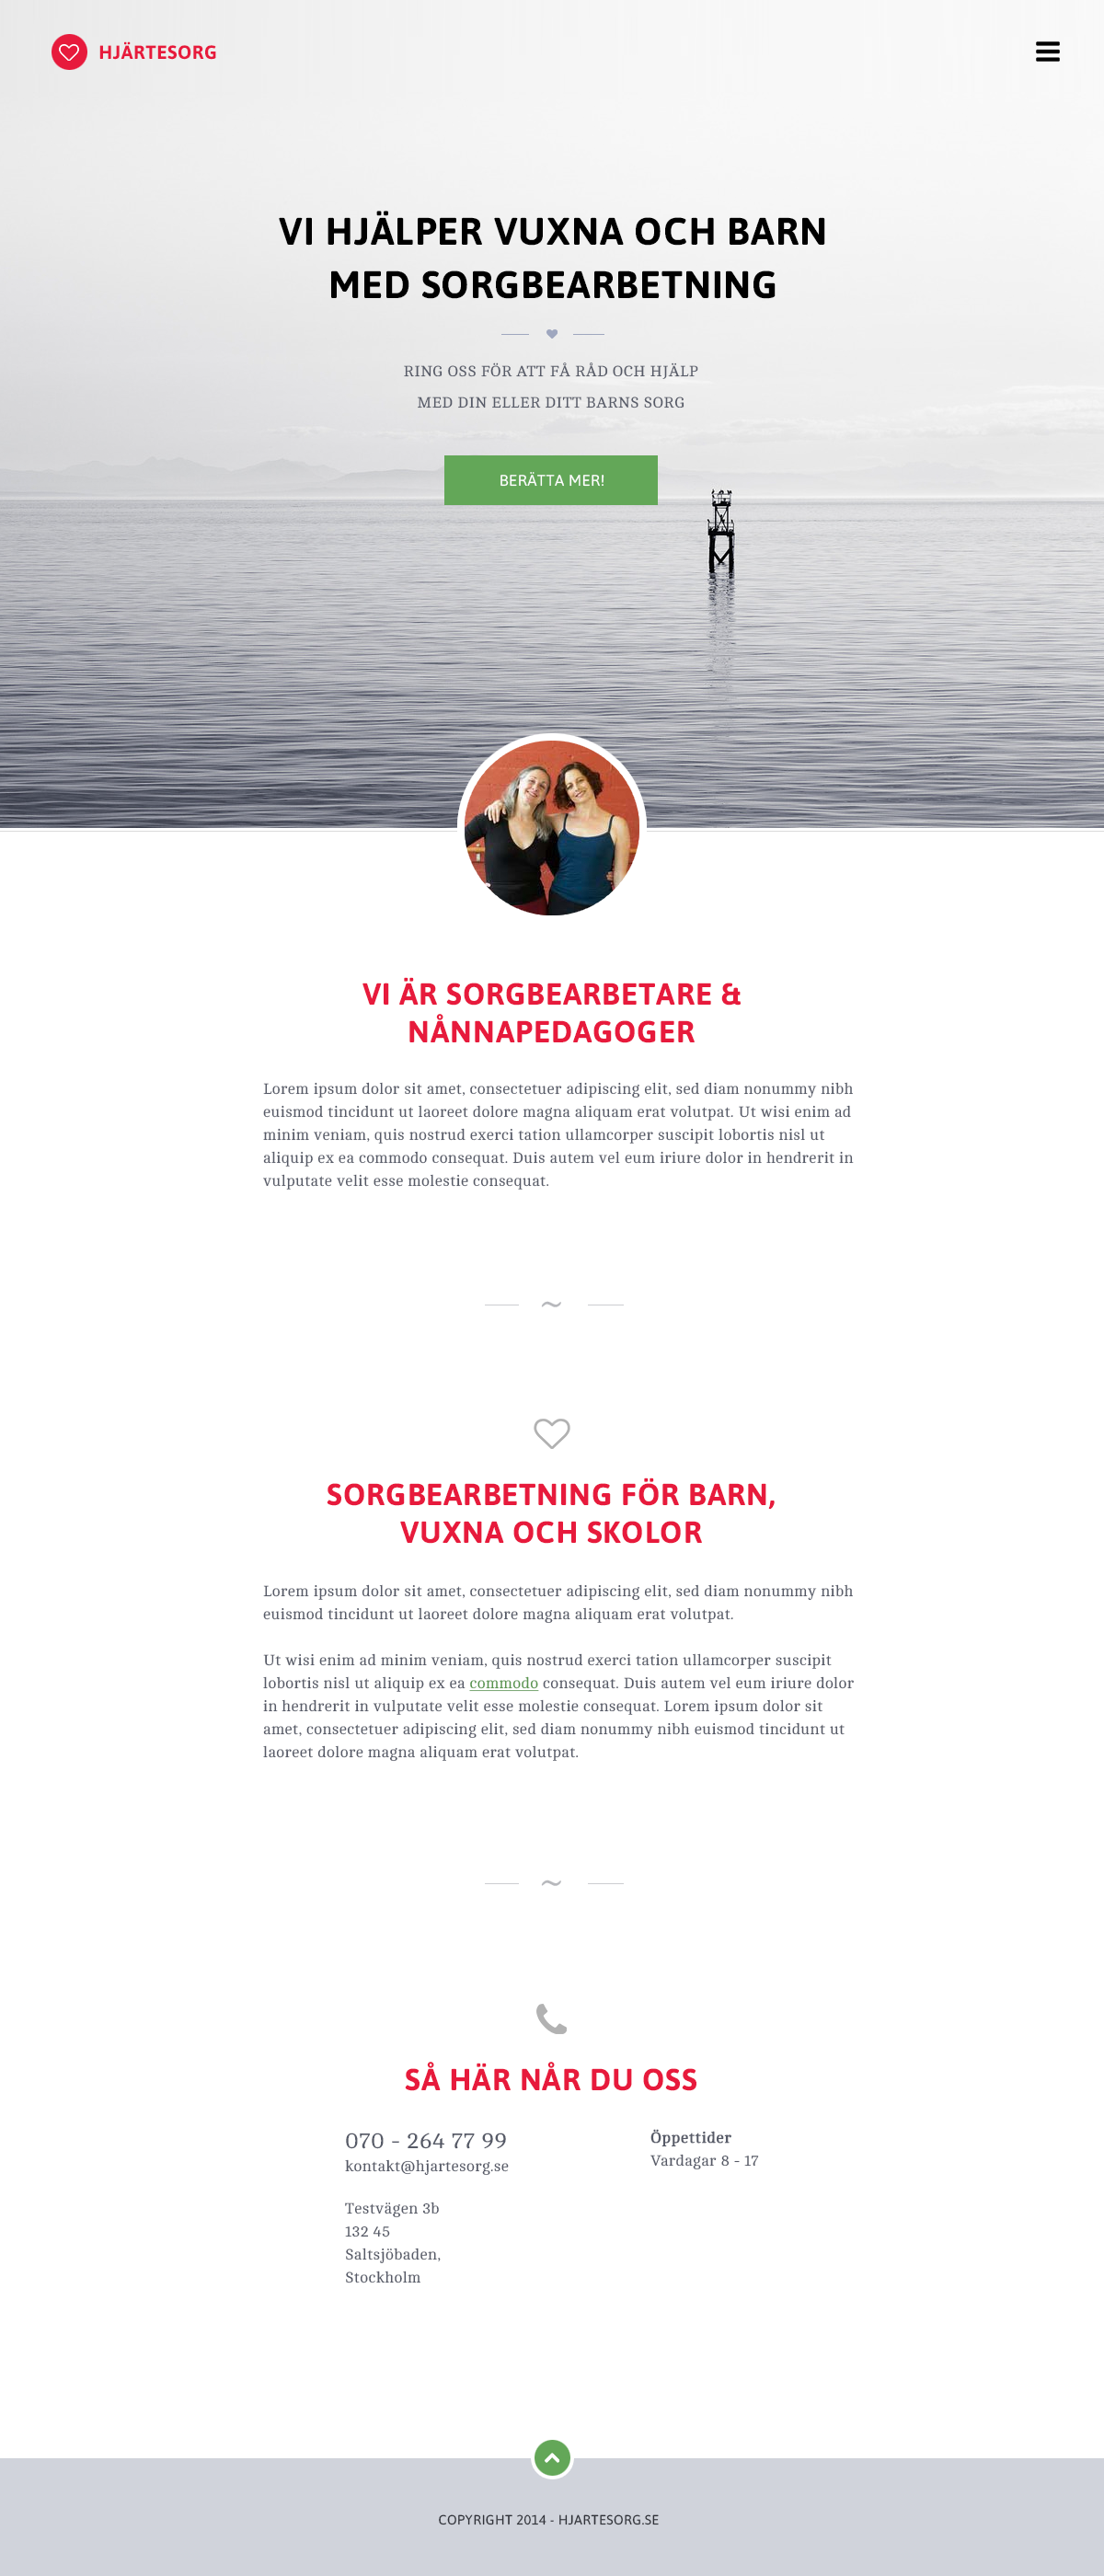 HJÄRTESORG
VI HJÄLPER VUXNA OCH BARN
MED SORGBEARBETNING
RING OSS FÖR ATT FÅ RÅD OCH HJÄLP
MED DIN ELLER DITT BARNS SORG
BERÄTTA MER!
VI ÄR SORGBEARBETARE &
NÅNNAPEDAGOGER
Lorem ipsum dolor sit amet, consectetuer adipiscing elit, sed diam nonummy nibh
euismod tincidunt ut laoreet dolore magna aliquam erat volutpat. Ut wisi enim ad
minim veniam, quis nostrud exerci tation ullamcorper suscipit lobortis nisl ut
aliquip ex ea commodo consequat. Duis autem vel eum iriure dolor in hendrerit in
vulputate velit esse molestie consequat.
~
SORGBEARBETNING FÖR BARN,
VUXNA OCH SKOLOR
Lorem ipsum dolor sit amet, consectetuer adipiscing elit, sed diam nonummy nibh
euismod tincidunt ut laoreet dolore magna aliquam erat volutpat.
Ut wisi enim ad minim veniam, quis nostrud exerci tation ullamcorper suscipit
lobortis nisl ut aliquip ex ea commodo consequat. Duis autem vel eum iriure dolor
in hendrerit in vulputate velit esse molestie consequat. Lorem ipsum dolor sit
amet, consectetuer adipiscing elit, sed diam nonummy nibh euismod tincidunt ut
laoreet dolore magna aliquam erat volutpat.
~
SÅ HÄR NÅR DU OSS
070 - 264 77 99
kontakt@hjartesorg.se
Testvägen 3b
132 45
Saltsjöbaden,
Stockholm
Öppettider
Vardagar 8 - 17
COPYRIGHT 2014 - HJARTESORG.SE